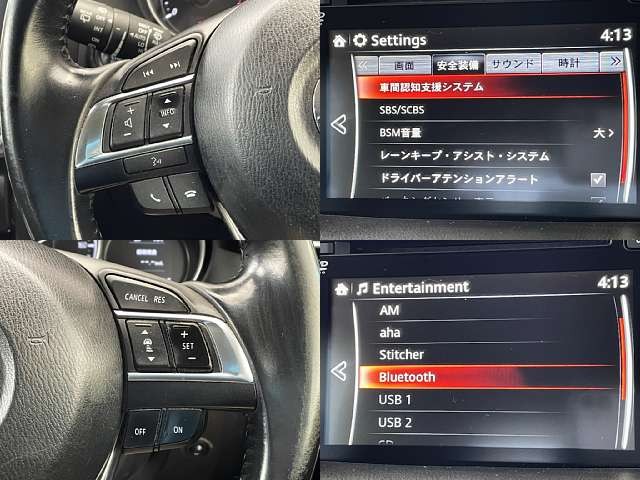 INT
AUTO
LO
INFO
Settings 4:13
画面 安全装備 サウンド 時計
車間認知支援システム
SBS/SCBS
BSM音量 大
レーンキープ・アシスト・システム
ドライバーアテンションアラート
CANCEL RES
SET
OFF ON
Entertainment 4:13
AM
aha
Stitcher
Bluetooth
USB 1
USB 2